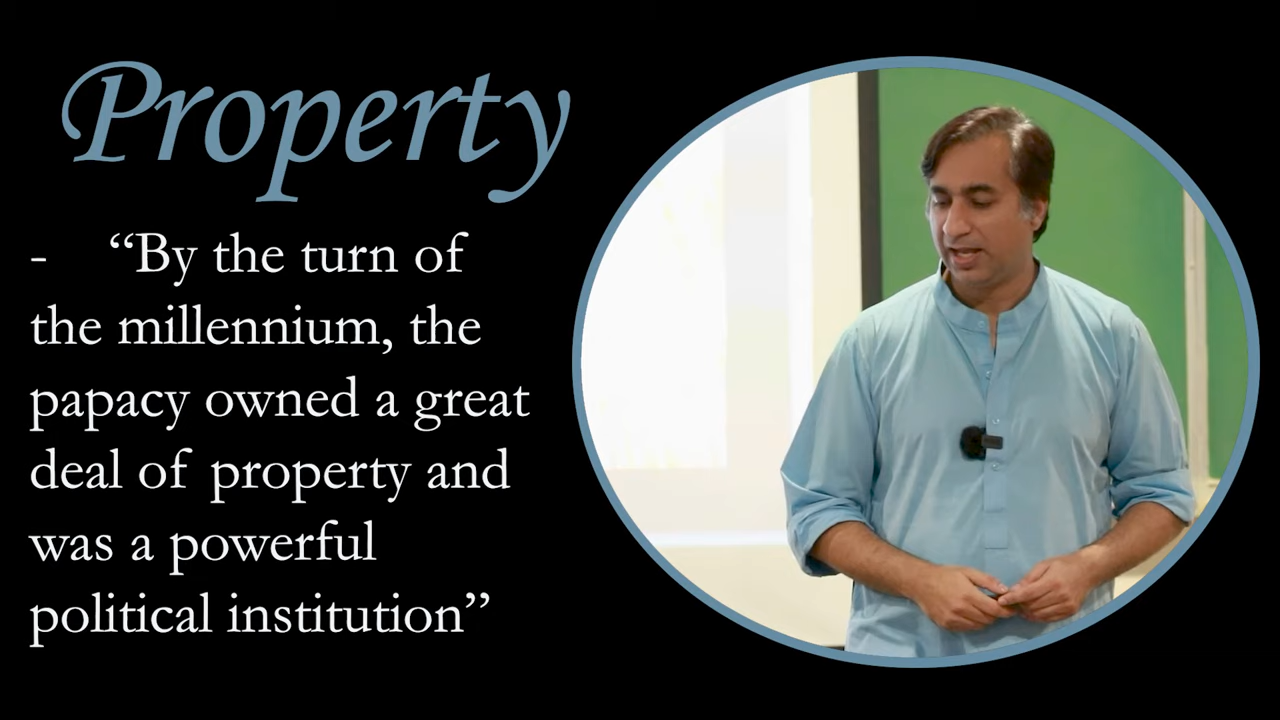 Property
- “By the turn of
the millennium, the
papacy owned a great
deal of property and
was a powerful
political institution”